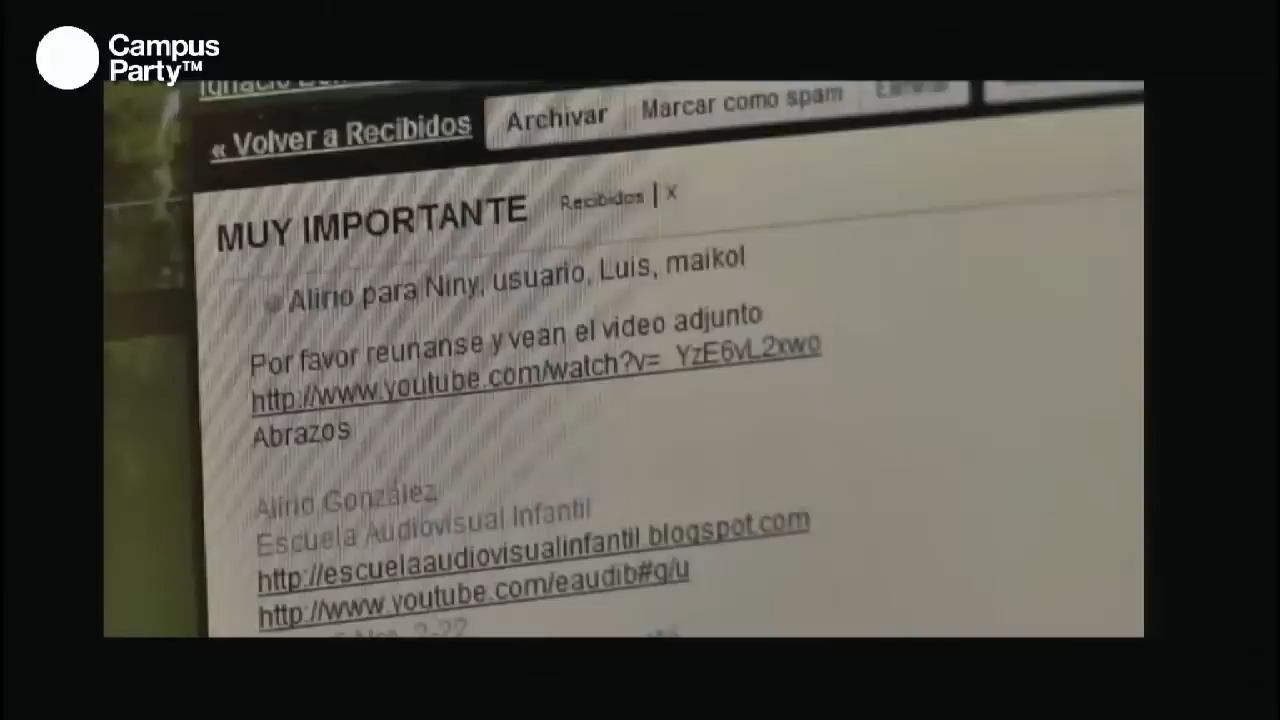 Campus
Party™
Ignacio
« Volver a Recibidos
Archivar
Marcar como spam
MUY IMPORTANTE
Recibidos | x
Alirio para Niny, usuario, Luis, maikol
Por favor reunanse y vean el video adjunto
http://www.youtube.com/watch?v=_YzE6vL2xwo
Abrazos
Alirio González
Escuela Audiovisual Infantil
http://escuelaaudiovisualinfantil.blogspot.com
http://www.youtube.com/eaudib#g/u